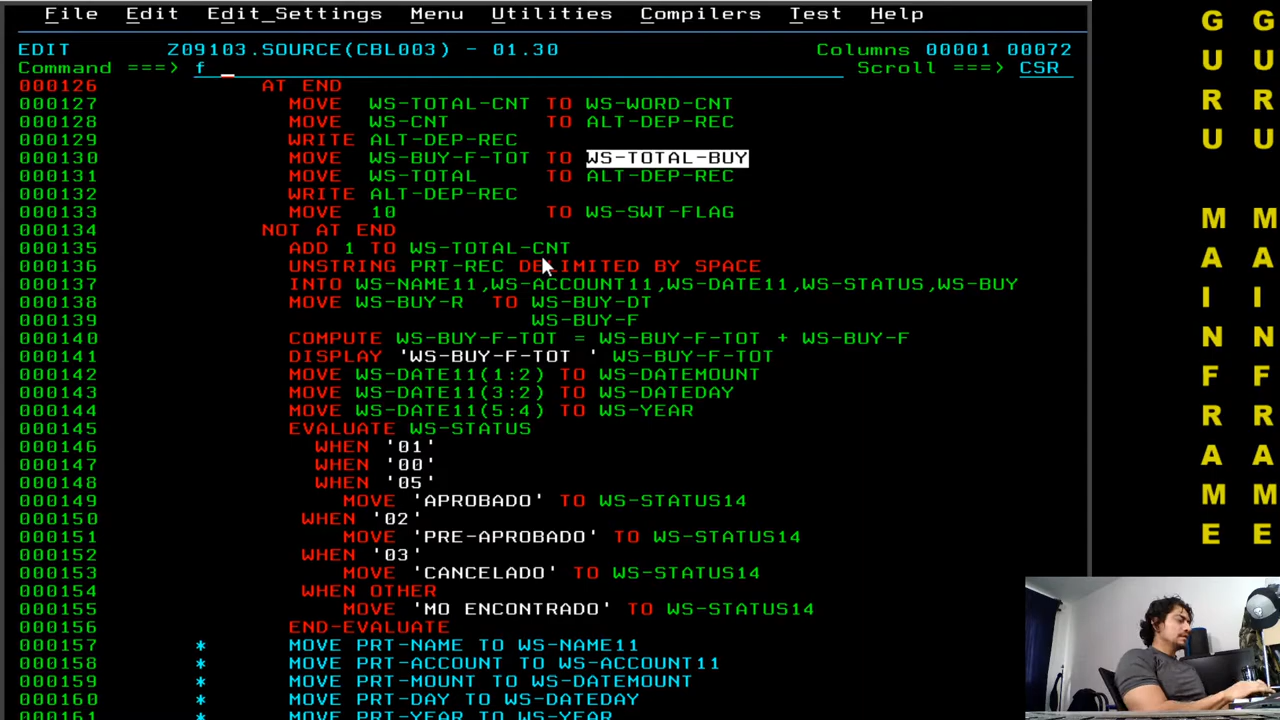 File Edit Edit_Settings Menu Utilities Compilers Test Help
EDIT Z09103.SOURCE(CBL003) - 01.30 Columns 00001 00072
Command ===> f _ Scroll ===> CSR
000126 AT END
000127 MOVE WS-TOTAL-CNT TO WS-WORD-CNT
000128 MOVE WS-CNT TO ALT-DEP-REC
000129 WRITE ALT-DEP-REC
000130 MOVE WS-BUY-F-TOT TO WS-TOTAL-BUY
000131 MOVE WS-TOTAL TO ALT-DEP-REC
000132 WRITE ALT-DEP-REC
000133 MOVE 10 TO WS-SWT-FLAG
000134 NOT AT END
000135 ADD 1 TO WS-TOTAL-CNT
000136 UNSTRING PRT-REC DELIMITED BY SPACE
000137 INTO WS-NAME11,WS-ACCOUNT11,WS-DATE11,WS-STATUS,WS-BUY
000138 MOVE WS-BUY-R TO WS-BUY-DT
000139 WS-BUY-F
000140 COMPUTE WS-BUY-F-TOT = WS-BUY-F-TOT + WS-BUY-F
000141 DISPLAY 'WS-BUY-F-TOT ' WS-BUY-F-TOT
000142 MOVE WS-DATE11(1:2) TO WS-DATEMOUNT
000143 MOVE WS-DATE11(3:2) TO WS-DATEDAY
000144 MOVE WS-DATE11(5:4) TO WS-YEAR
000145 EVALUATE WS-STATUS
000146 WHEN '01'
000147 WHEN '00'
000148 WHEN '05'
000149 MOVE 'APROBADO' TO WS-STATUS14
000150 WHEN '02'
000151 MOVE 'PRE-APROBADO' TO WS-STATUS14
000152 WHEN '03'
000153 MOVE 'CANCELADO' TO WS-STATUS14
000154 WHEN OTHER
000155 MOVE 'MO ENCONTRADO' TO WS-STATUS14
000156 END-EVALUATE
000157 * MOVE PRT-NAME TO WS-NAME11
000158 * MOVE PRT-ACCOUNT TO WS-ACCOUNT11
000159 * MOVE PRT-MOUNT TO WS-DATEMOUNT
000160 * MOVE PRT-DAY TO WS-DATEDAY
000161 * MOVE PRT-YEAR TO WS-YEAR
GURU MAINFRAME
GURU MAINFRAME